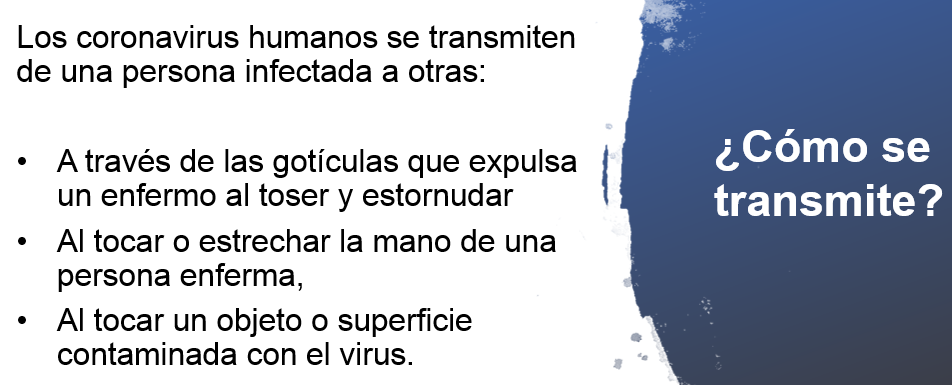 Los coronavirus humanos se transmiten
de una persona infectada a otras:
• A través de las gotículas que expulsa
un enfermo al toser y estornudar
• Al tocar o estrechar la mano de una
persona enferma,
• Al tocar un objeto o superficie
contaminada con el virus.
¿Cómo se
transmite?